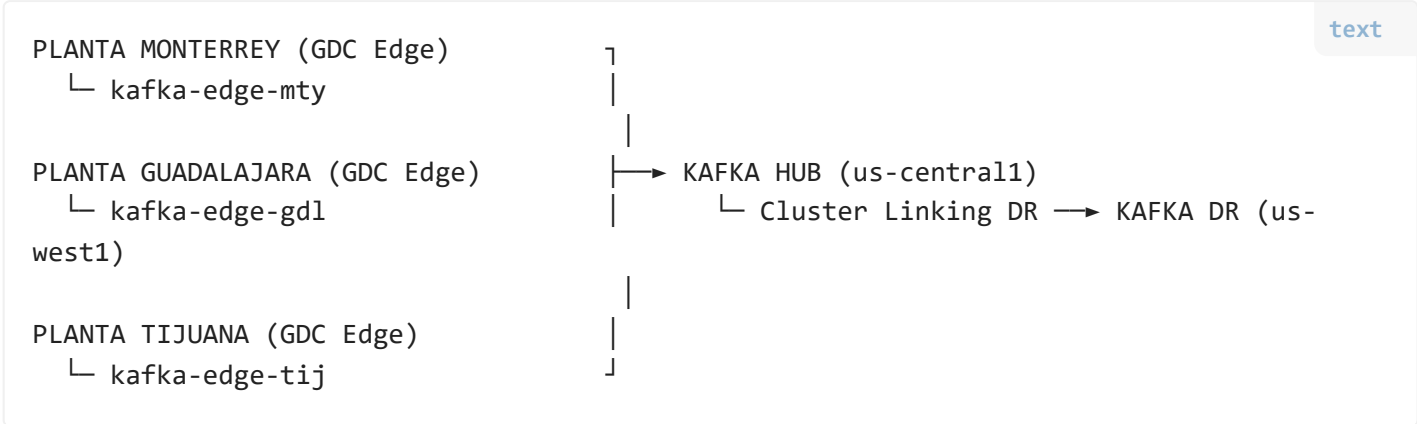 text
PLANTA MONTERREY (GDC Edge)                  ┐
  └─ kafka-edge-mty                          │
                                              │
PLANTA GUADALAJARA (GDC Edge)                ├──► KAFKA HUB (us-central1)
  └─ kafka-edge-gdl                          │       └─ Cluster Linking DR ──► KAFKA DR (us-
west1)
                                              │
PLANTA TIJUANA (GDC Edge)                    │
  └─ kafka-edge-tij                          ┘